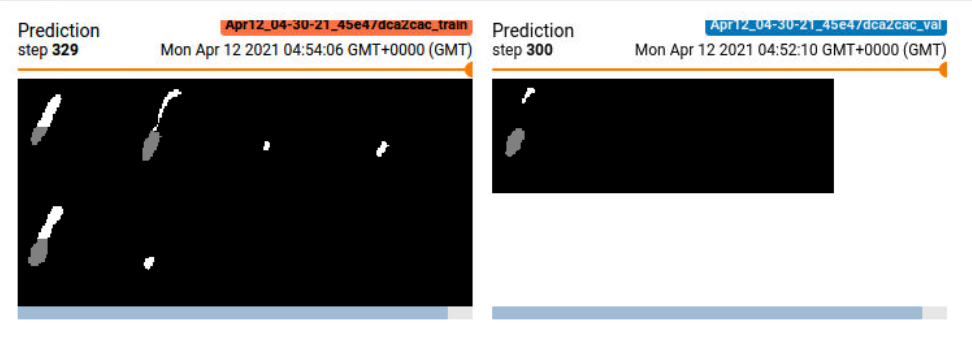 Prediction
Apr12_04-30-21_45e47dca2cac_train
step 329
Mon Apr 12 2021 04:54:06 GMT+0000 (GMT)
Prediction
Apr12_04-30-21_45e47dca2cac_val
step 300
Mon Apr 12 2021 04:52:10 GMT+0000 (GMT)